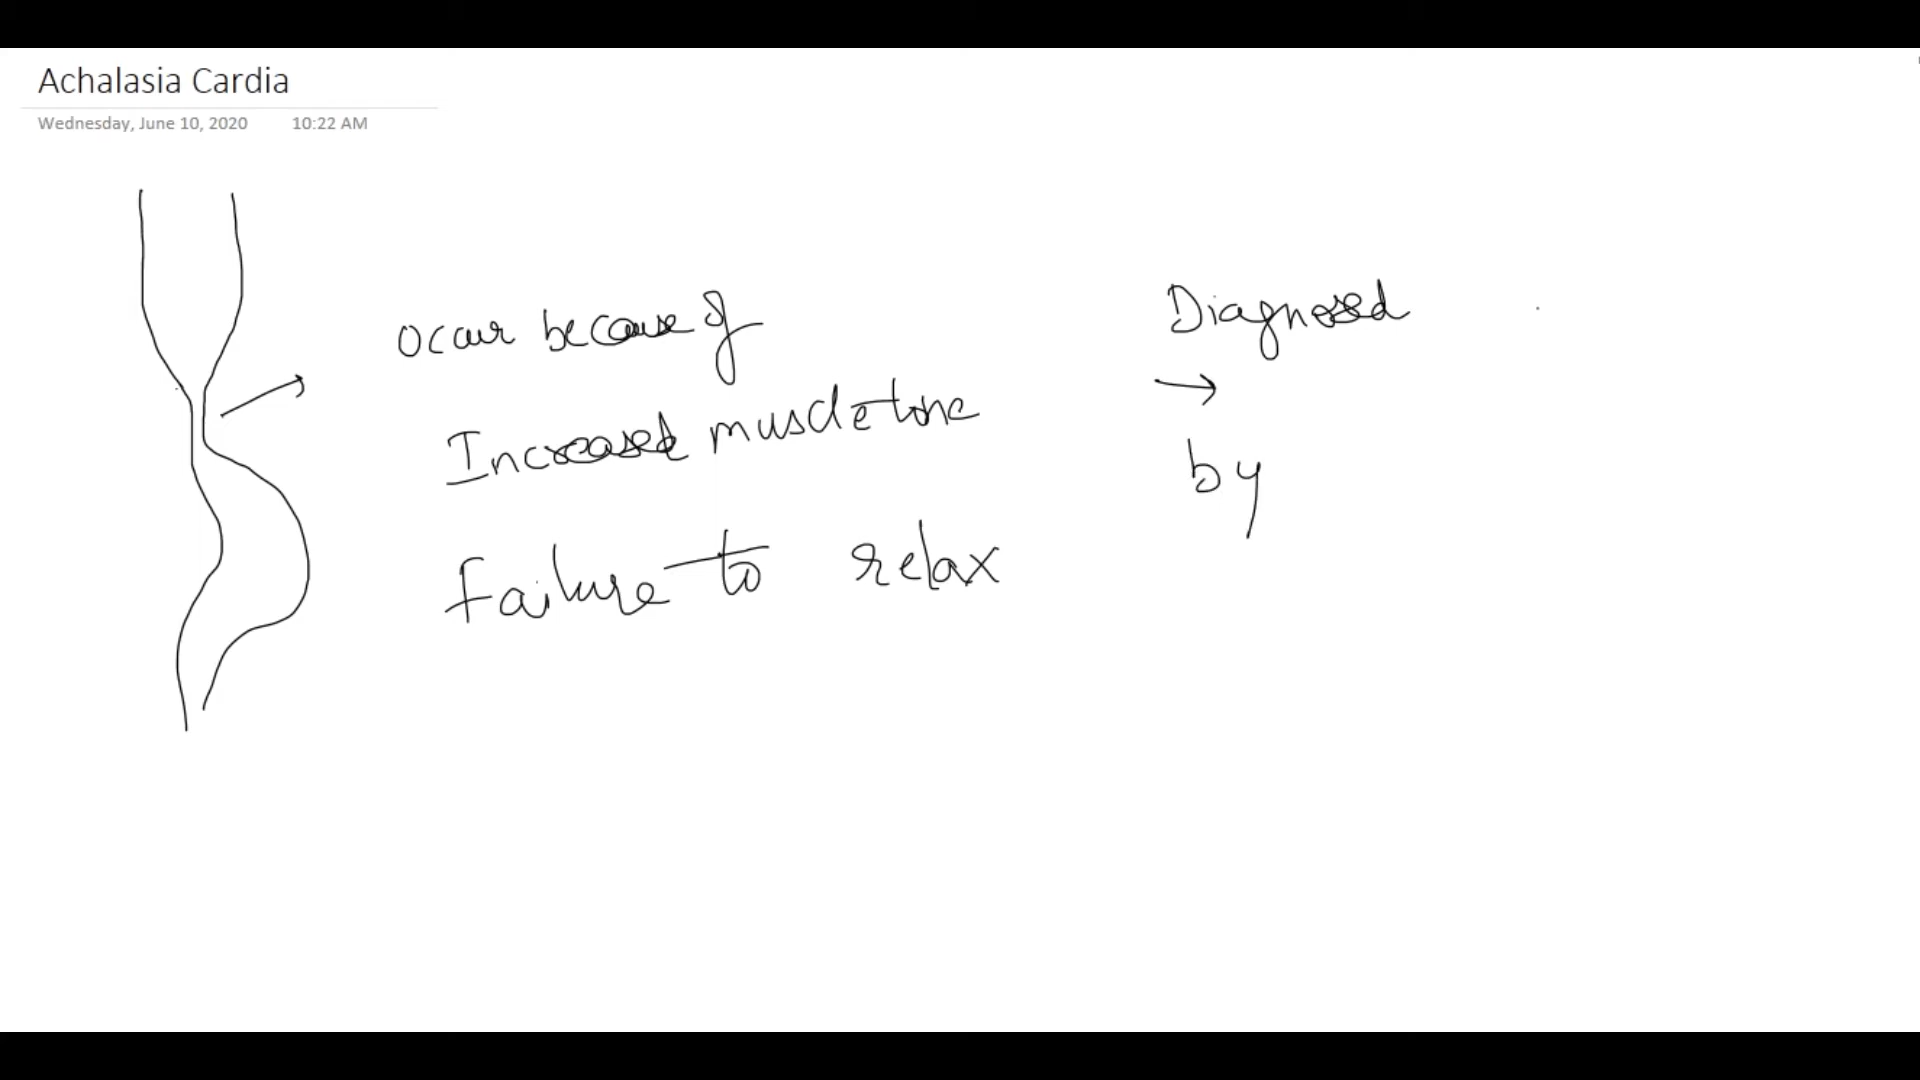 Achalasia Cardia
Wednesday, June 10, 2020 10:22 AM
occur because of
Increased muscle tone
Failure to relax
Diagnosed
by